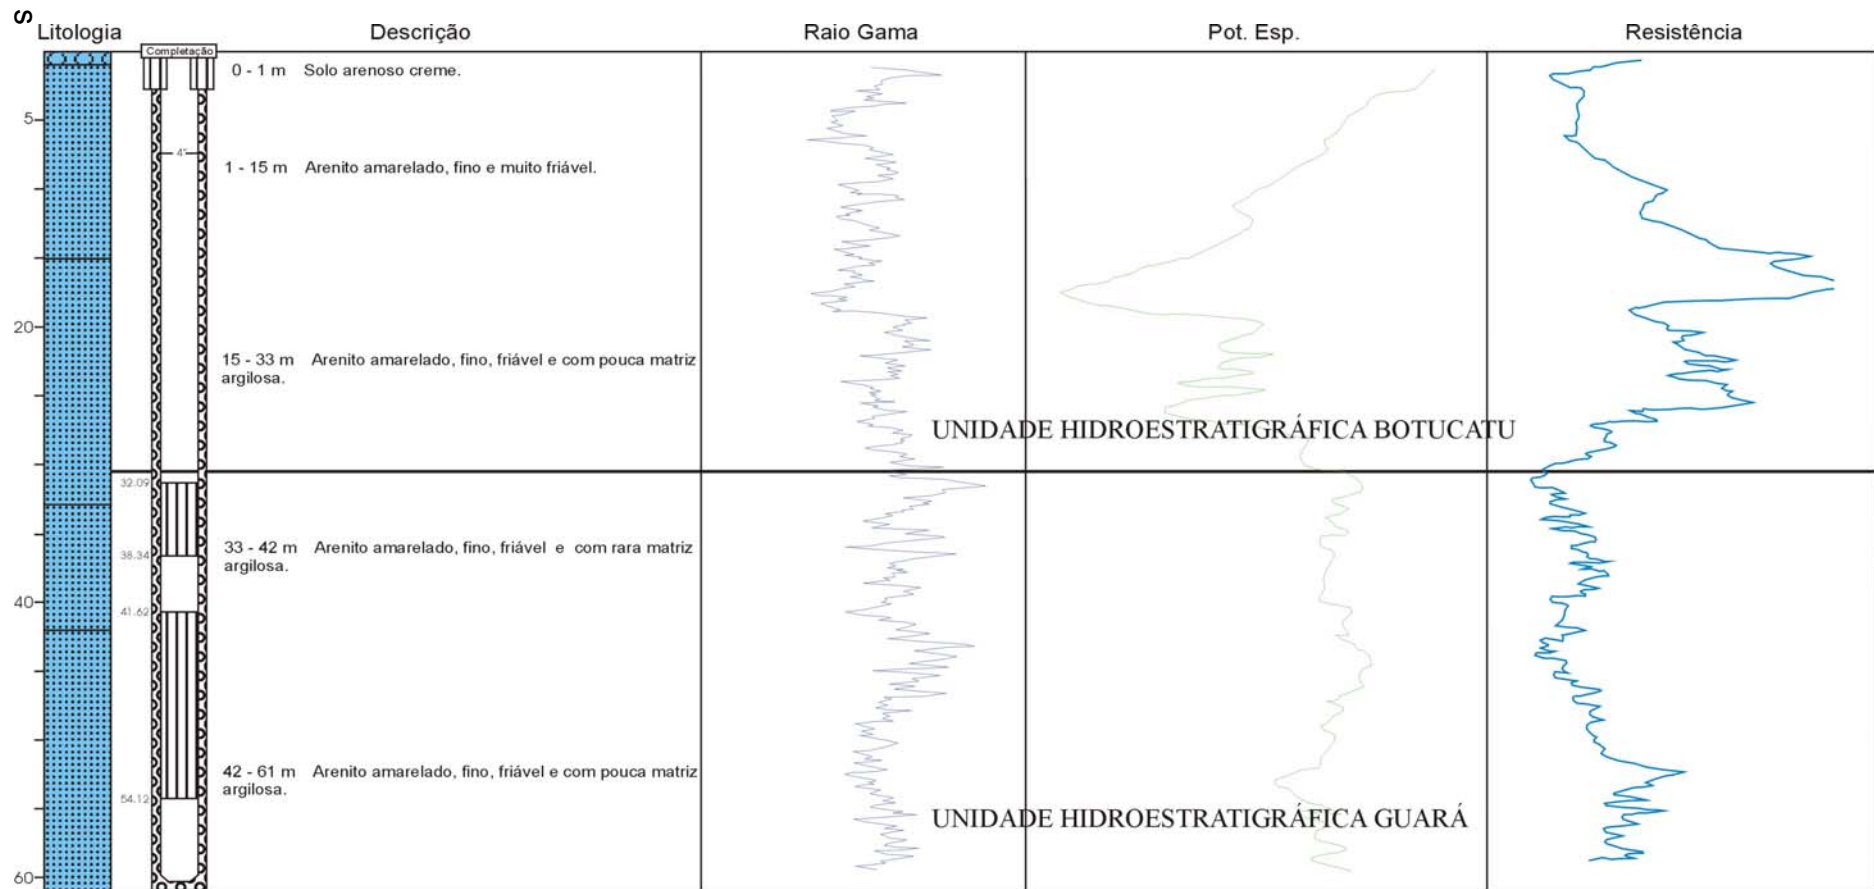 S
Litologia
Descrição
Raio Gama
Pot. Esp.
Resistência
Completação
0 - 1 m Solo arenoso creme.
5
4"
1 - 15 m Arenito amarelado, fino e muito friável.
20
15 - 33 m Arenito amarelado, fino, friável e com pouca matriz
argilosa.
UNIDADE HIDROESTRATIGRÁFICA BOTUCATU
32.09
33 - 42 m Arenito amarelado, fino, friável e com rara matriz
argilosa.
38.34
40
41.62
42 - 61 m Arenito amarelado, fino, friável e com pouca matriz
argilosa.
54.12
UNIDADE HIDROESTRATIGRÁFICA GUARÁ
60